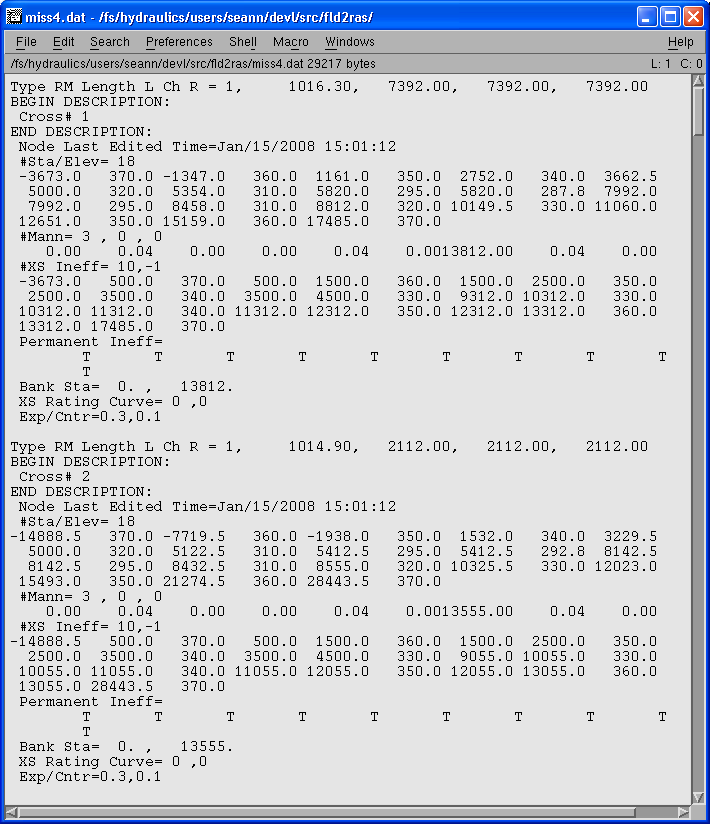 miss4.dat - /fs/hydraulics/users/seann/devl/src/fld2ras/
File Edit Search Preferences Shell Macro Windows Help
/fs/hydraulics/users/seann/devl/src/fld2ras/miss4.dat 29217 bytes L: 1 C: 0
Type RM Length L Ch R = 1,     1016.30,    7392.00,    7392.00,    7392.00
BEGIN DESCRIPTION:
 Cross# 1
END DESCRIPTION:
 Node Last Edited Time=Jan/15/2008 15:01:12
 #Sta/Elev= 18
 -3673.0   370.0 -1347.0   360.0  1161.0   350.0  2752.0   340.0  3662.5
  5000.0   320.0  5354.0   310.0  5820.0   295.0  5820.0   287.8  7992.0
  7992.0   295.0  8458.0   310.0  8812.0   320.0 10149.5   330.0 11060.0
 12651.0   350.0 15159.0   360.0 17485.0   370.0
 #Mann= 3 , 0 , 0
    0.00    0.04    0.00    0.00    0.04    0.0013812.00    0.04    0.00
 #XS Ineff= 10,-1
 -3673.0   500.0   370.0   500.0  1500.0   360.0  1500.0  2500.0   350.0
  2500.0  3500.0   340.0  3500.0  4500.0   330.0  9312.0 10312.0   330.0
 10312.0 11312.0   340.0 11312.0 12312.0   350.0 12312.0 13312.0   360.0
 13312.0 17485.0   370.0
 Permanent Ineff=
        T       T       T       T       T       T       T       T       T
        T
 Bank Sta=  0. ,   13812.
 XS Rating Curve= 0 ,0
 Exp/Cntr=0.3,0.1
Type RM Length L Ch R = 1,     1014.90,    2112.00,    2112.00,    2112.00
BEGIN DESCRIPTION:
 Cross# 2
END DESCRIPTION:
 Node Last Edited Time=Jan/15/2008 15:01:12
 #Sta/Elev= 18
-14888.5   370.0 -7719.5   360.0 -1938.0   350.0  1532.0   340.0  3229.5
  5000.0   320.0  5122.5   310.0  5412.5   295.0  5412.5   292.8  8142.5
  8142.5   295.0  8432.5   310.0  8555.0   320.0 10325.5   330.0 12023.0
 15493.0   350.0 21274.5   360.0 28443.5   370.0
 #Mann= 3 , 0 , 0
    0.00    0.04    0.00    0.00    0.04    0.0013555.00    0.04    0.00
 #XS Ineff= 10,-1
-14888.5   500.0   370.0   500.0  1500.0   360.0  1500.0  2500.0   350.0
  2500.0  3500.0   340.0  3500.0  4500.0   330.0  9055.0 10055.0   330.0
 10055.0 11055.0   340.0 11055.0 12055.0   350.0 12055.0 13055.0   360.0
 13055.0 28443.5   370.0
 Permanent Ineff=
        T       T       T       T       T       T       T       T       T
        T
 Bank Sta=  0. ,   13555.
 XS Rating Curve= 0 ,0
 Exp/Cntr=0.3,0.1